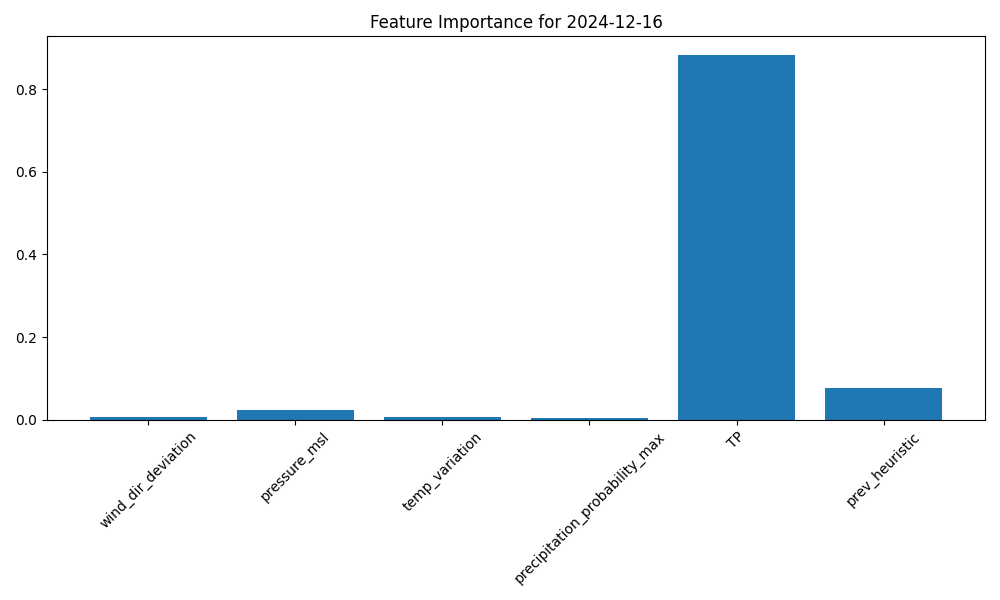 Feature Importance for 2024-12-16
0.8
0.6
0.4
0.2
0.0
wind_dir_deviation
pressure_msl
temp_variation
precipitation_probability_max
TP
prev_heuristic